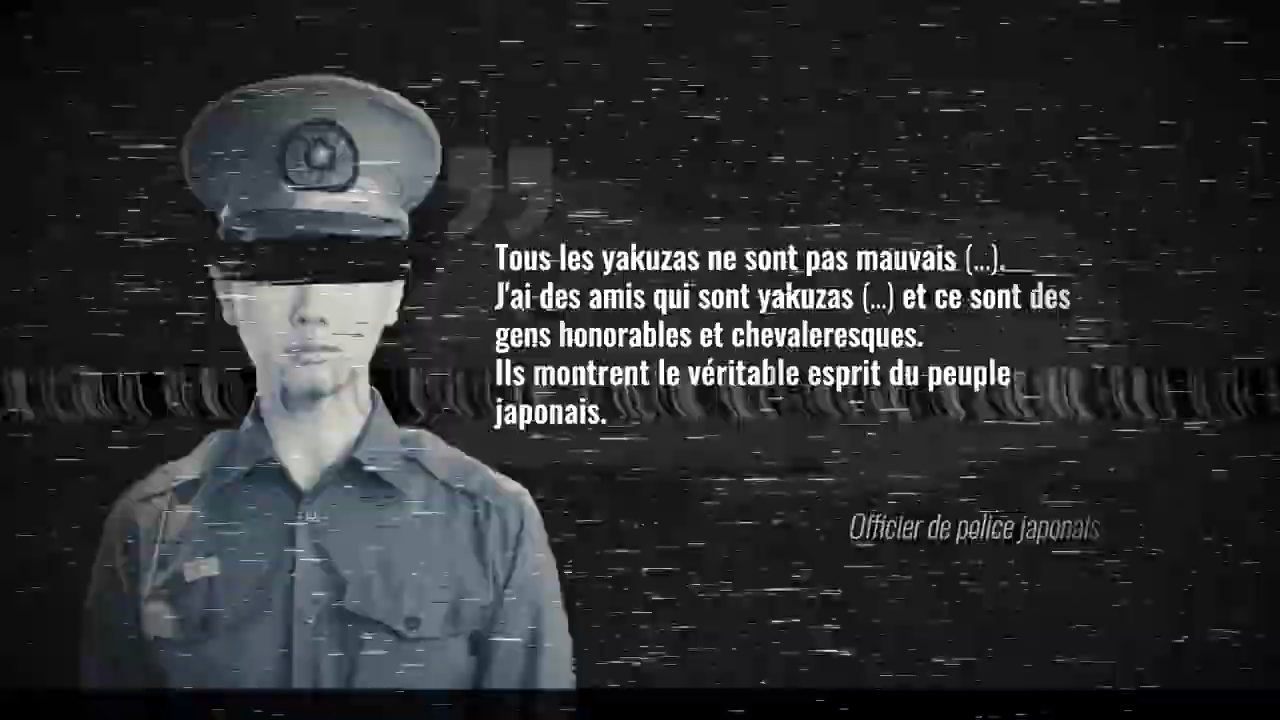 Tous les yakuzas ne sont pas mauvais (...).
J'ai des amis qui sont yakuzas (...) et ce sont des
gens honorables et chevaleresques.
Ils montrent le véritable esprit du peuple
japonais.
Officier de police japonais